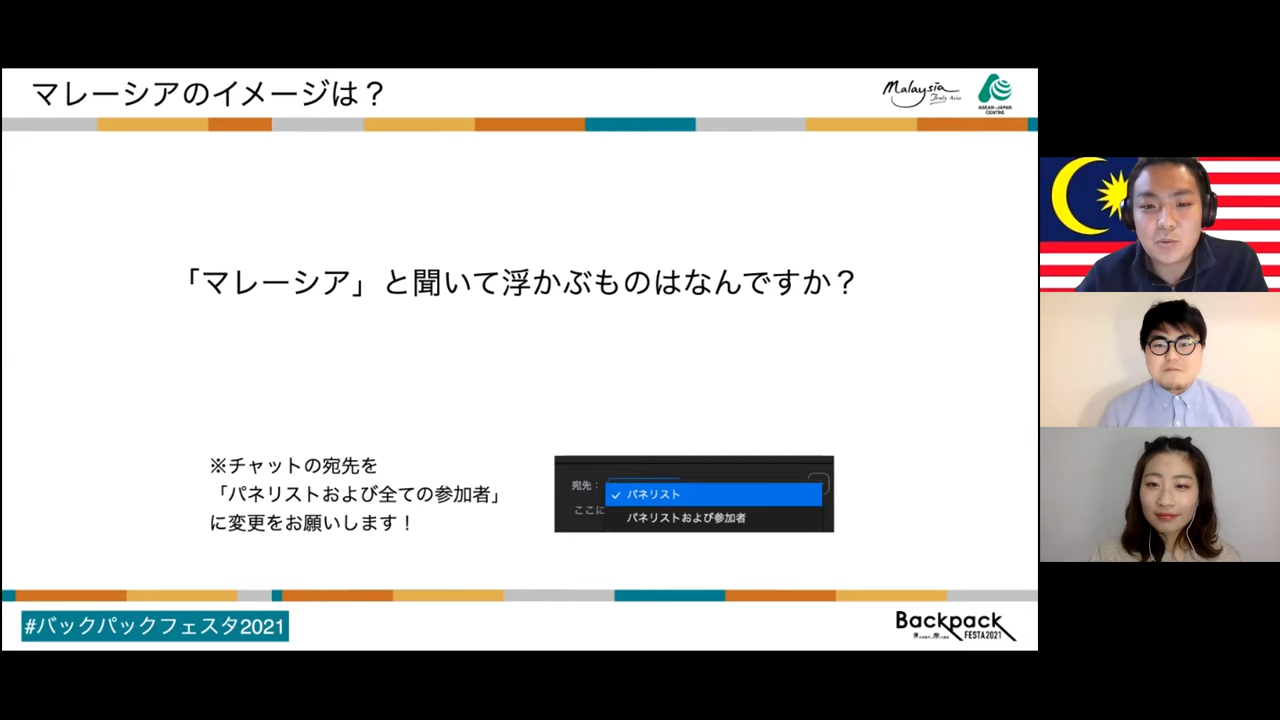 マレーシアのイメージは？
Malaysia
Truly Asia
ASEAN-JAPAN
CENTRE
「マレーシア」と聞いて浮かぶものはなんですか？
※チャットの宛先を
「パネリストおよび全ての参加者」
に変更をお願いします！
宛先：
✓ パネリスト
ここに
パネリストおよび参加者
#バックパックフェスタ2021
Backpack
FESTA2021